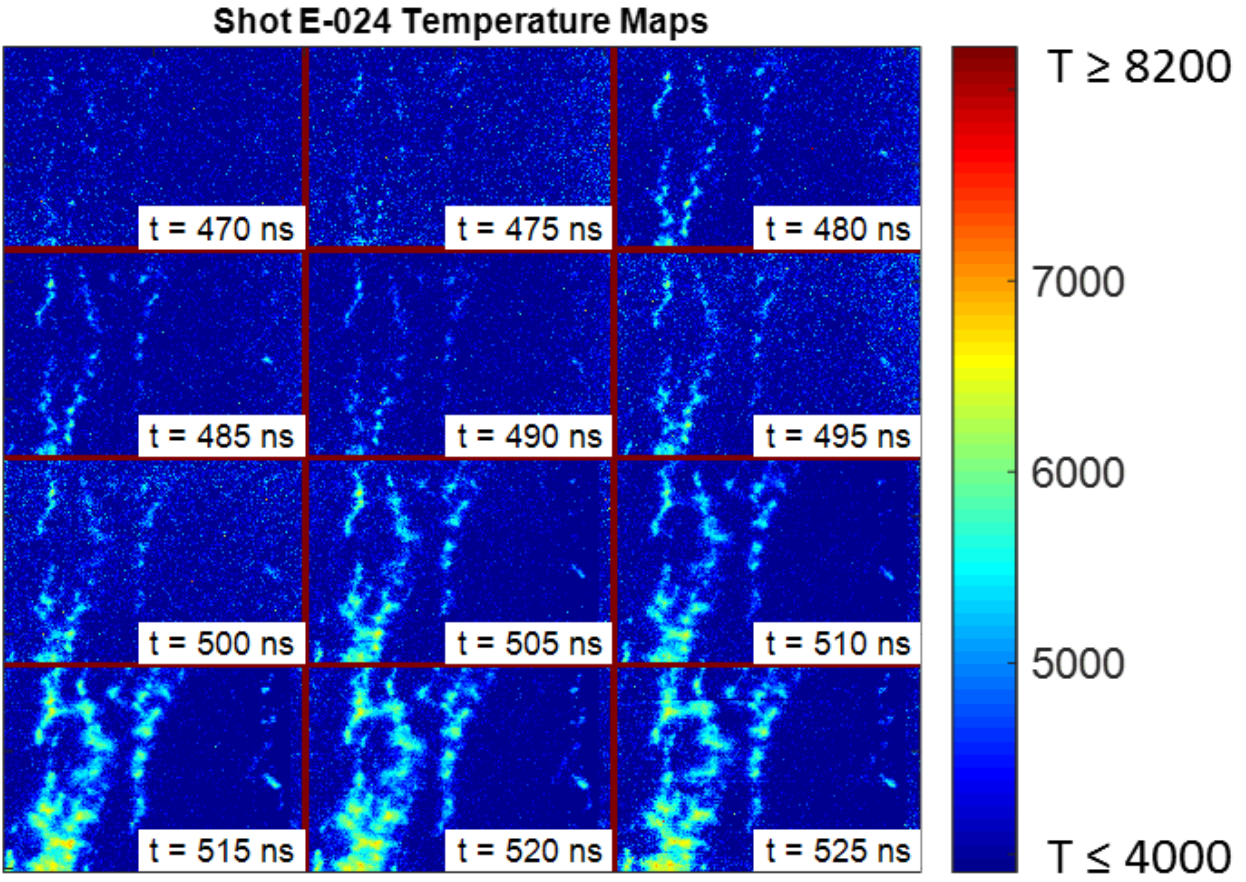 Shot E-024 Temperature Maps
t = 470 ns
t = 475 ns
t = 480 ns
t = 485 ns
t = 490 ns
t = 495 ns
t = 500 ns
t = 505 ns
t = 510 ns
t = 515 ns
t = 520 ns
t = 525 ns
T ≥ 8200
7000
6000
5000
T ≤ 4000